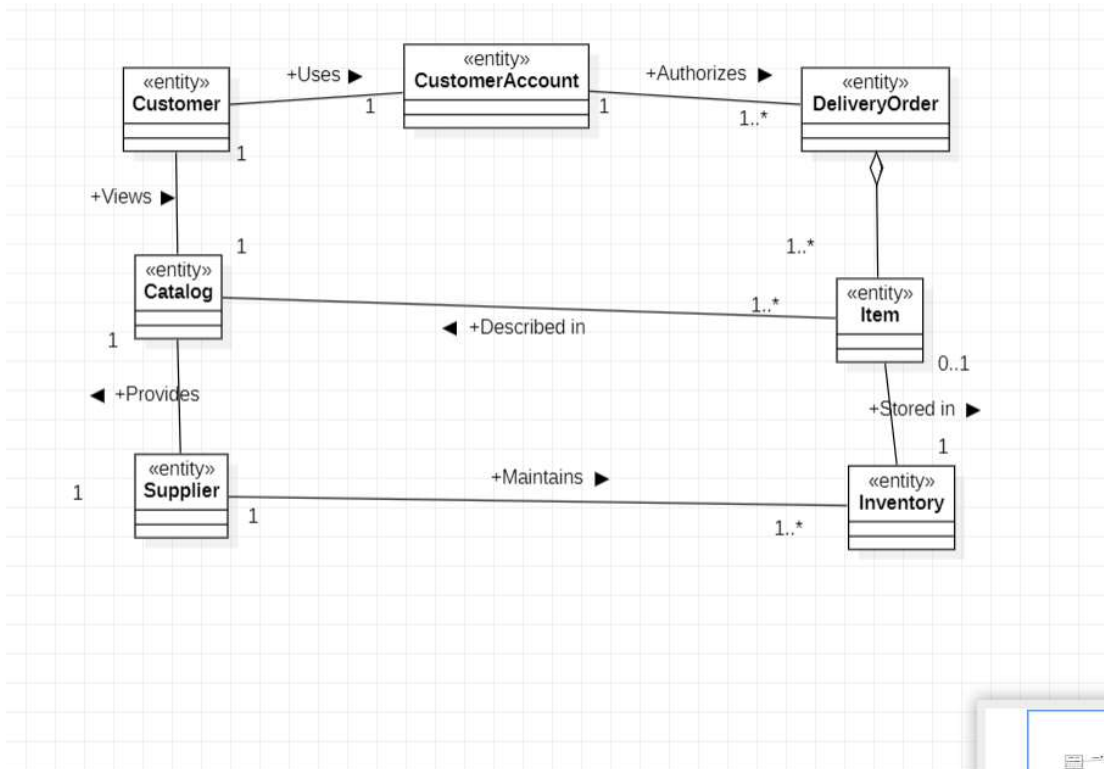 «entity»
Customer
+Uses ►
1
«entity»
CustomerAccount
1
+Authorizes ►
1..*
«entity»
DeliveryOrder
1
+Views ►
1
1..*
«entity»
Catalog
1..*
«entity»
Item
◄ +Described in
1
0..1
◄ +Provides
+Stored in ►
1
«entity»
Supplier
1
1
+Maintains ►
1..*
«entity»
Inventory